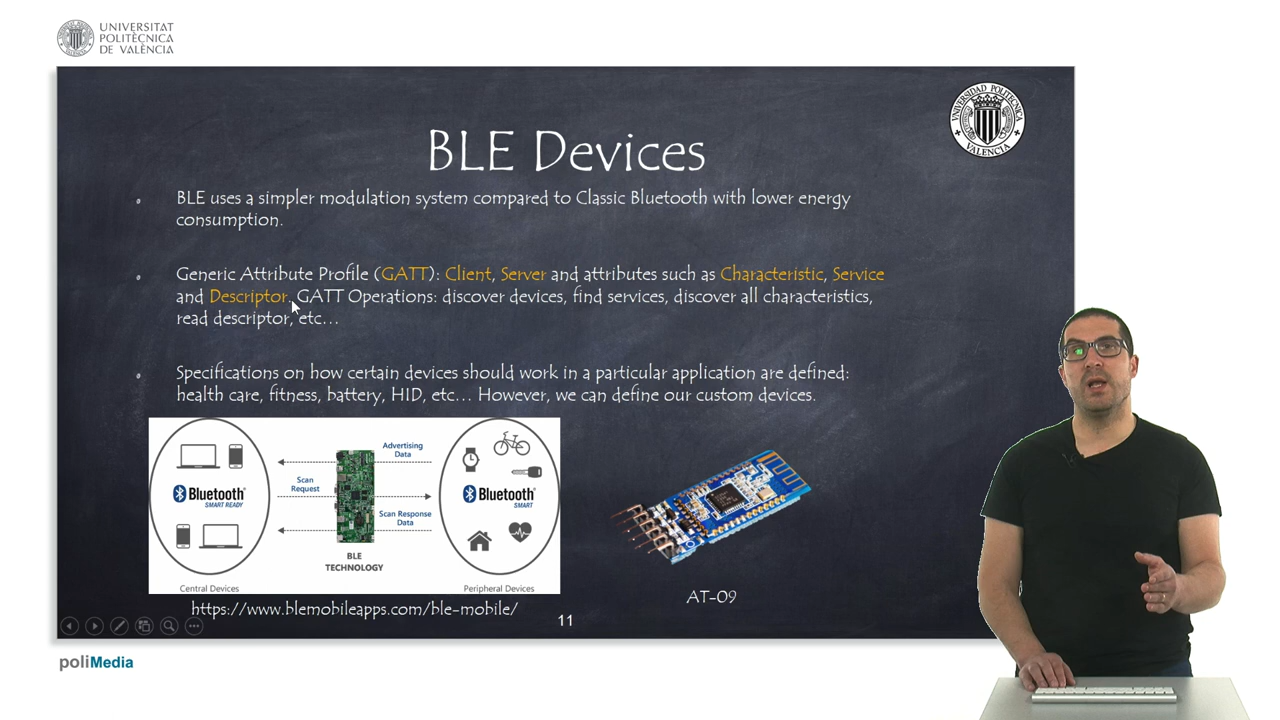 UNIVERSITAT
POLITÈCNICA
DE VALÈNCIA
UNIVERSIDAD POLITECNICA
VALENCIA
BLE Devices
BLE uses a simpler modulation system compared to Classic Bluetooth with lower energy
consumption.
Generic Attribute Profile (GATT): Client, Server and attributes such as Characteristic, Service
and Descriptor. GATT Operations: discover devices, find services, discover all characteristics,
read descriptor, etc...
Specifications on how certain devices should work in a particular application are defined:
health care, fitness, battery, HID, etc... However, we can define our custom devices.
Bluetooth
SMART READY
Central Devices
Advertising
Data
Scan
Request
Scan Response
Data
BLE
TECHNOLOGY
Bluetooth
SMART
Peripheral Devices
https://www.blemobileapps.com/ble-mobile/
AT-09
11
poliMedia